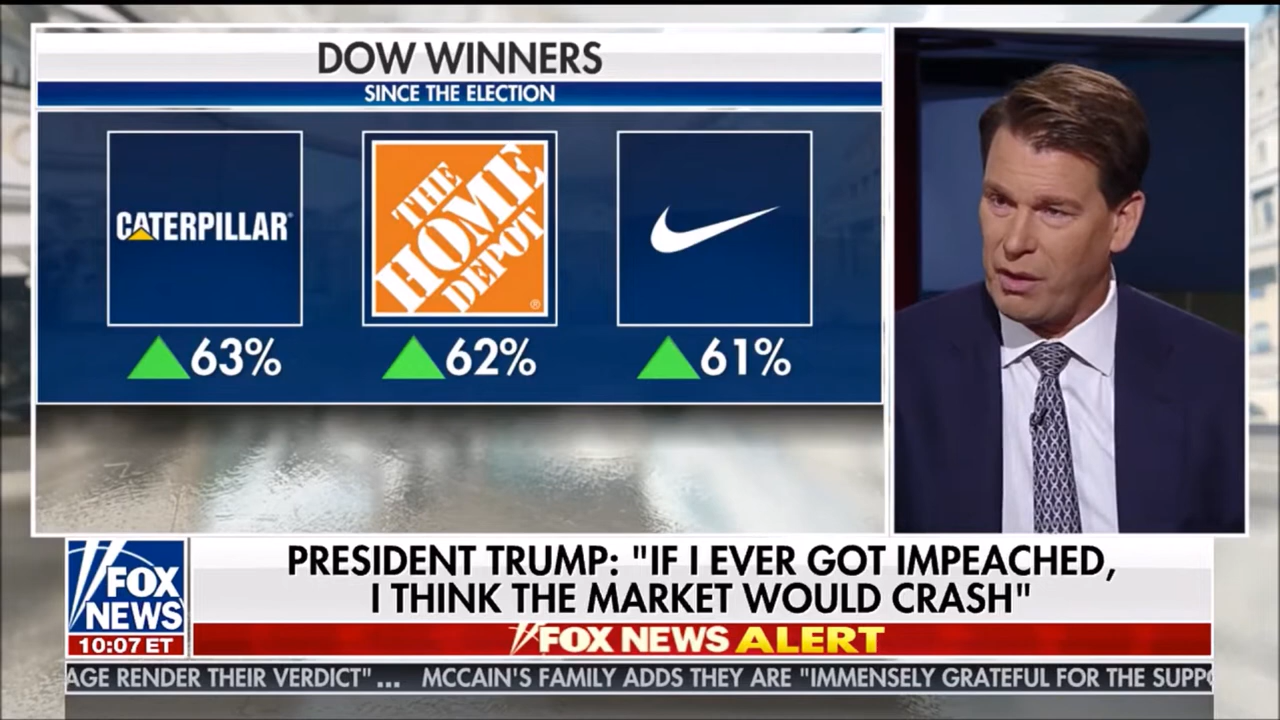 DOW WINNERS
SINCE THE ELECTION
CATERPILLAR®
THE
HOME
DEPOT
®
63%
62%
61%
PRESIDENT TRUMP: "IF I EVER GOT IMPEACHED,
I THINK THE MARKET WOULD CRASH"
FOX
NEWS
10:07 ET
FOX NEWS ALERT
AGE RENDER THEIR VERDICT" ... MCCAIN'S FAMILY ADDS THEY ARE "IMMENSELY GRATEFUL FOR THE SUPP